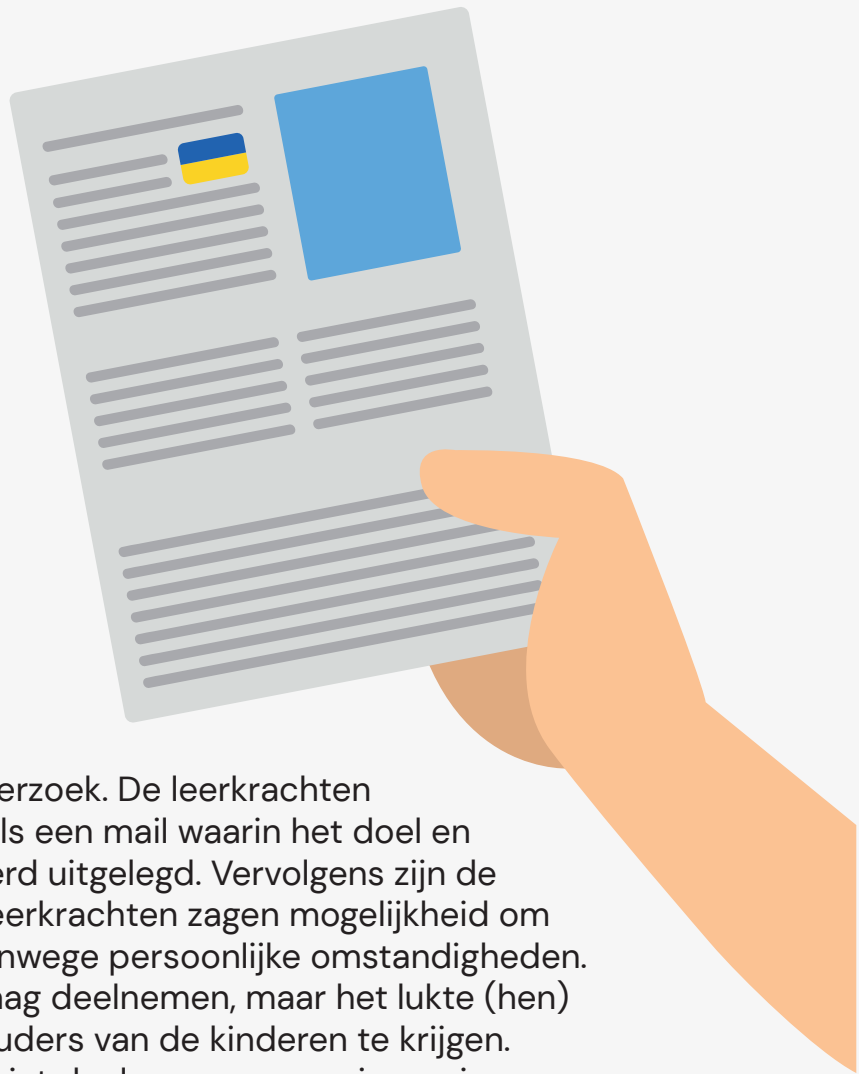 erzoek. De leerkrachten
ls een mail waarin het doel en
erd uitgelegd. Vervolgens zijn de
eerkrachten zagen mogelijkheid om
nwege persoonlijke omstandigheden.
aag deelnemen, maar het lukte (hen)
uders van de kinderen te krijgen.